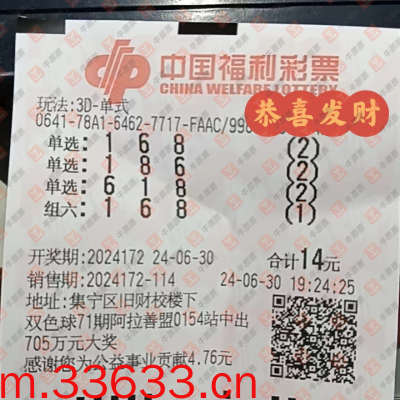 中国福利彩票
CHINA WELFARE LOTTERY
玩法:3D-单式
恭喜发财
0641-78A1-6462-7717-FAAC/99
单选: 1 6 8 (2)
单选: 1 8 6 (2)
单选: 6 1 8 (2)
组六: 1 6 8 (1)
开奖期:2024172 24-06-30 合计14元
销售期:2024172-114 24-06-30 19:24:25
地址:集宁区旧财校楼下
双色球71期阿拉善盟0154站中出
705万元大奖
感谢您为公益事业贡献4.76元
m.33633.cn